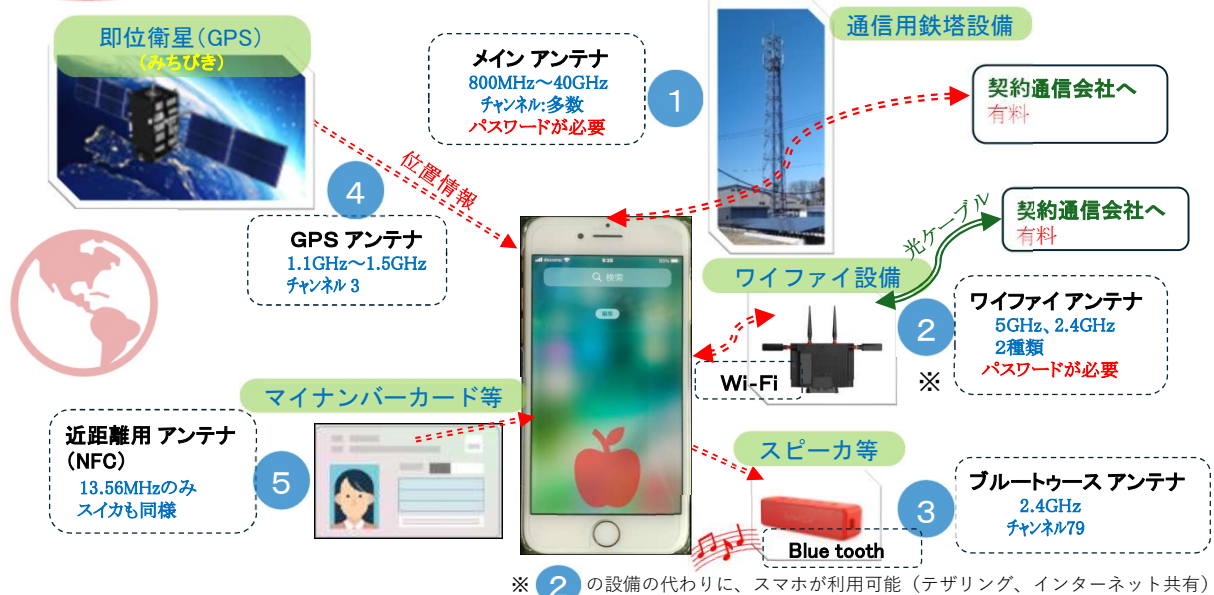 即位衛星(GPS)
(みちびき)
メイン アンテナ
800MHz~40GHz
チャンネル:多数
パスワードが必要
1
通信用鉄塔設備
契約通信会社へ
有料
位置情報
4
GPS アンテナ
1.1GHz~1.5GHz
チャンネル 3
光ケーブル
契約通信会社へ
有料
ワイファイ設備
2
※
ワイファイ アンテナ
5GHz、2.4GHz
2種類
パスワードが必要
Wi-Fi
docomo
9:28
検索
編集
マイナンバーカード等
近距離用 アンテナ
(NFC)
13.56MHzのみ
スイカも同様
5
スピーカ等
3
ブルートゥース アンテナ
2.4GHz
チャンネル79
Blue tooth
※ 2 の設備の代わりに、スマホが利用可能(テザリング、インターネット共有)